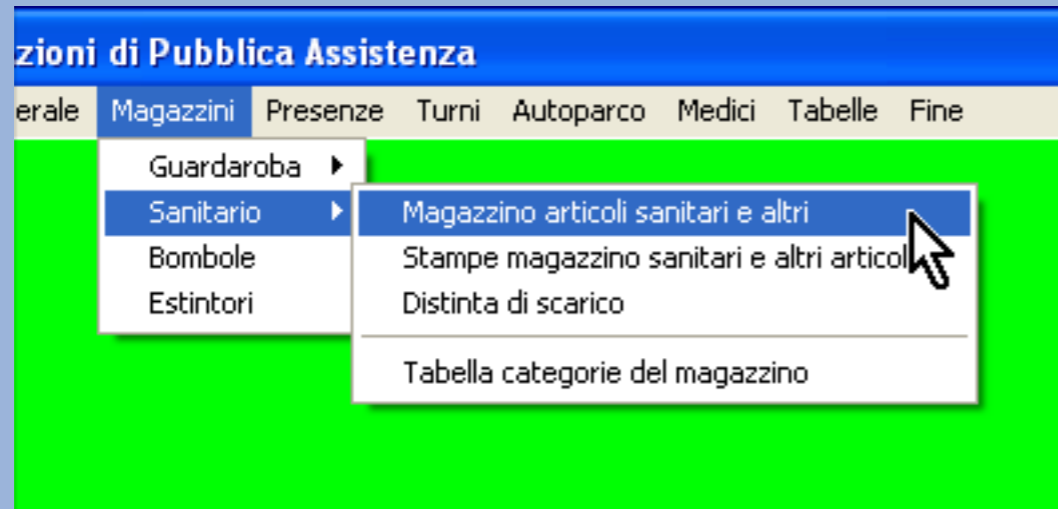 zioni di Pubblica Assistenza
erale Magazzini Presenze Turni Autoparco Medici Tabelle Fine
Guardaroba
Sanitario
Magazzino articoli sanitari e altri
Bombole
Stampe magazzino sanitari e altri articol
Estintori
Distinta di scarico
Tabella categorie del magazzino